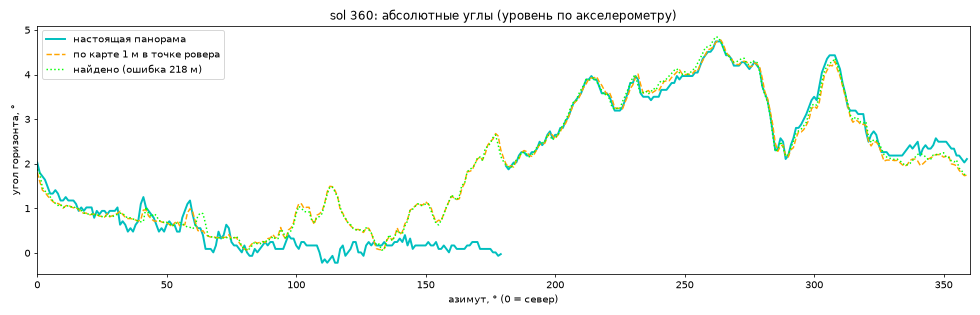 sol 360: абсолютные углы (уровень по акселерометру)
настоящая панорама
по карте 1 м в точке ровера
найдено (ошибка 218 м)
угол горизонта, °
5
4
3
2
1
0
0
50
100
150
200
250
300
350
азимут, ° (0 = север)